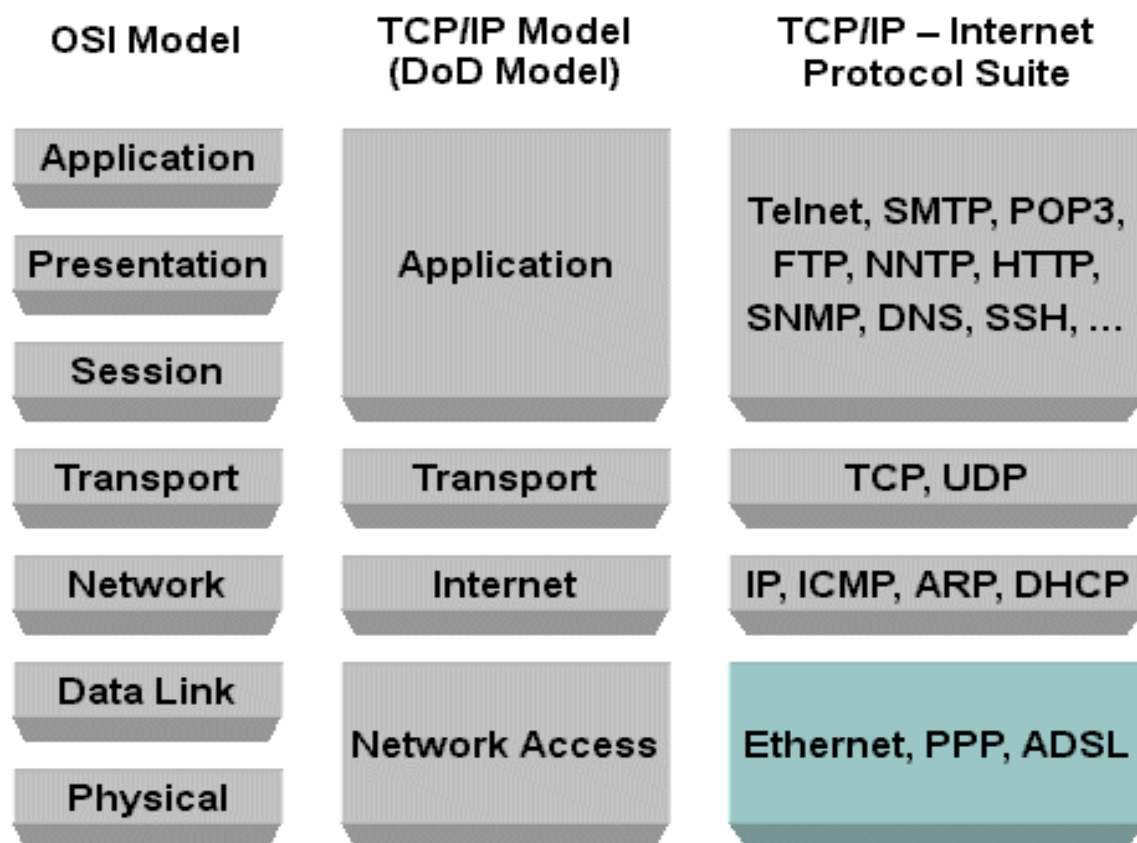 OSI Model
TCP/IP Model
(DoD Model)
TCP/IP – Internet
Protocol Suite
Application
Presentation
Session
Transport
Network
Data Link
Physical
Application
Transport
Internet
Network Access
Telnet, SMTP, POP3,
FTP, NNTP, HTTP,
SNMP, DNS, SSH, ...
TCP, UDP
IP, ICMP, ARP, DHCP
Ethernet, PPP, ADSL